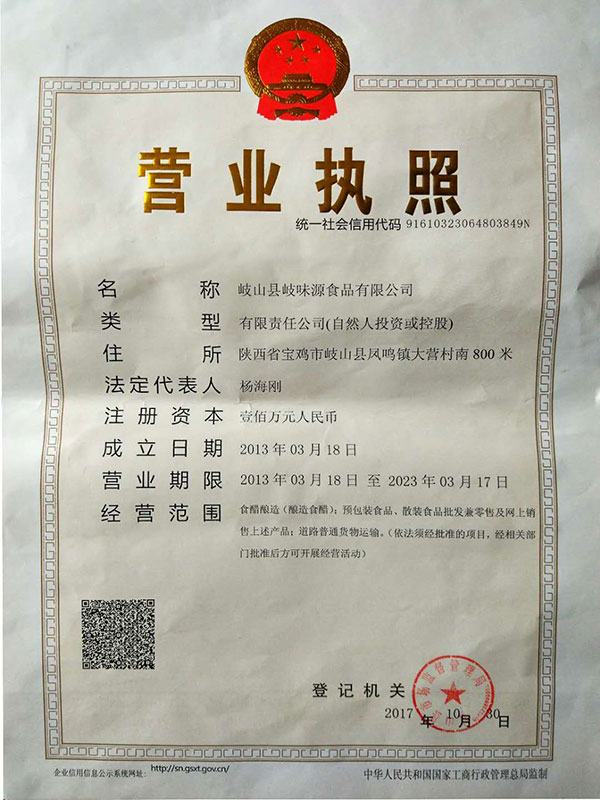 营业执照
统一社会信用代码 91610323064803849N
名称 岐山县岐味源食品有限公司
类型 有限责任公司(自然人投资或控股)
住所 陕西省宝鸡市岐山县凤鸣镇大营村南800米
法定代表人 杨海刚
注册资本 壹佰万元人民币
成立日期 2013年03月18日
营业期限 2013年03月18日 至 2023年03月17日
经营范围 食醋酿造（酿造食醋）；预包装食品、散装食品批发兼零售及网上销
售上述产品；道路普通货物运输。（依法须经批准的项目，经相关部
门批准后方可开展经营活动）
登记机关
2017年10月30日
企业信用信息公示系统网址：http://sn.gsxt.gov.cn/
中华人民共和国国家工商行政管理总局监制